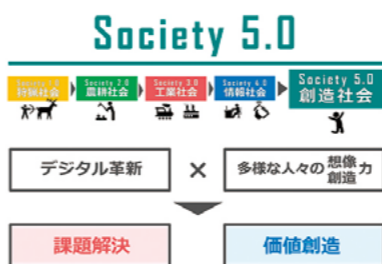 Society 5.0
Society 1.0 狩猟社会
Society 2.0 農耕社会
Society 3.0 工業社会
Society 4.0 情報社会
Society 5.0 創造社会
デジタル革新 × 多様な人々の想像創造力
課題解決 価値創造